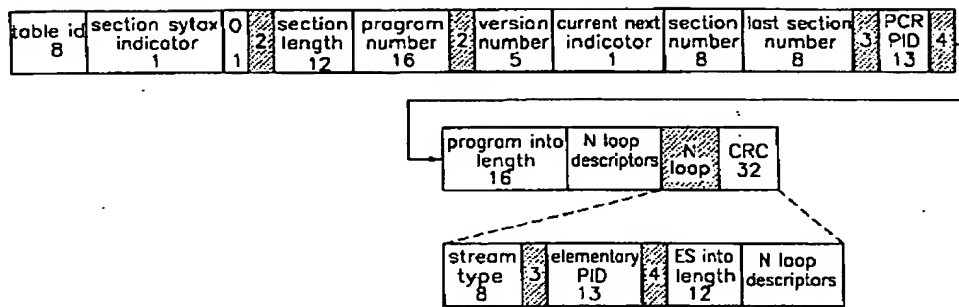 table id
8
section sytax
indicator
1
0
1
2
section
length
12
program
number
16
2
version
number
5
current next
indicator
1
section
number
8
last section
number
8
3
PCR
PID
13
4
program into
length
16
N loop
descriptors
N
loop
CRC
32
stream
type
8
3
elementary
PID
13
4
ES into
length
12
N loop
descriptors